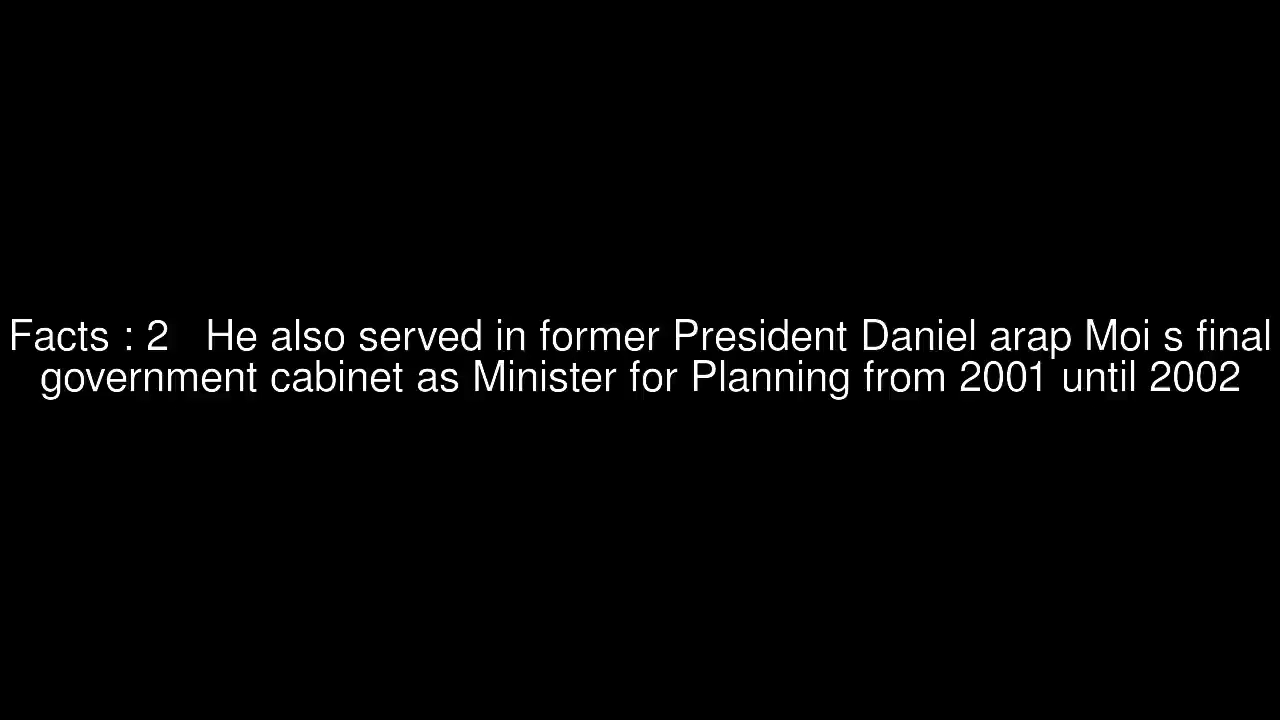 Facts : 2   He also served in former President Daniel arap Moi s final
government cabinet as Minister for Planning from 2001 until 2002